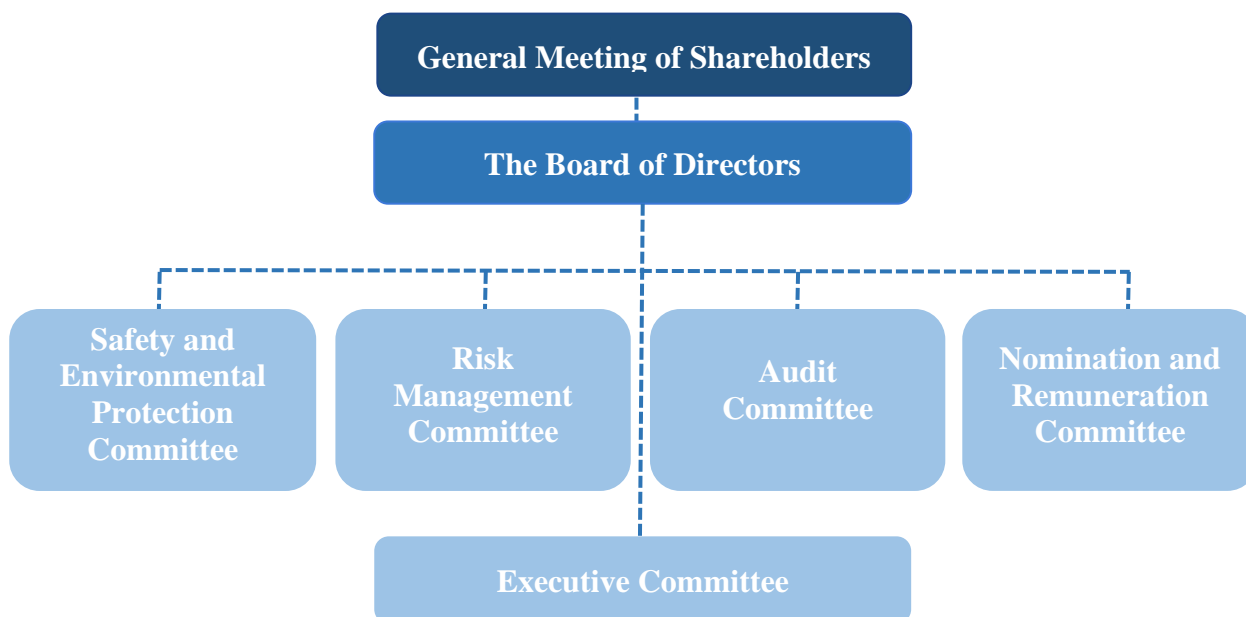 General Meeting of Shareholders
The Board of Directors
Safety and
Environmental
Protection
Committee
Risk
Management
Committee
Audit
Committee
Nomination and
Remuneration
Committee
Executive Committee